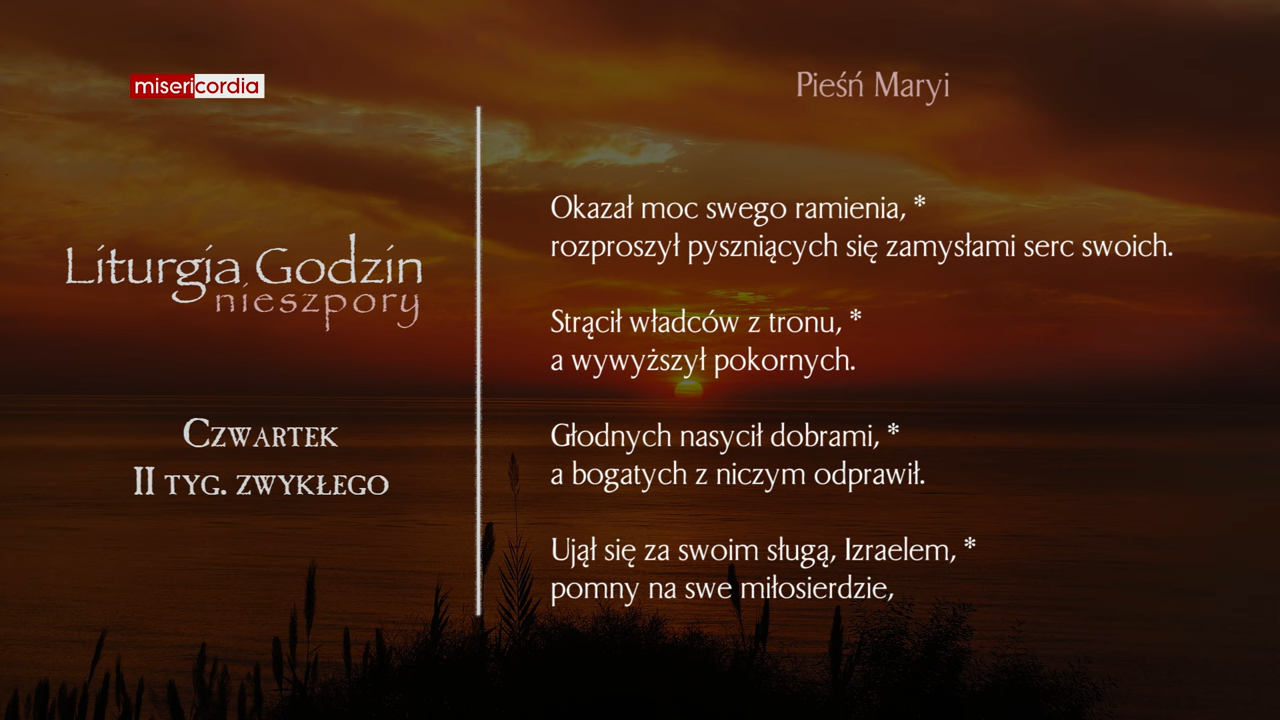 misericordia
Pieśń Maryi
Liturgia Godzin
nieszpory
Czwartek
II tyg. zwykłego
Okazał moc swego ramienia, *
rozproszył pyszniących się zamysłami serc swoich.
Strącił władców z tronu, *
a wywyższył pokornych.
Głodnych nasycił dobrami, *
a bogatych z niczym odprawił.
Ujął się za swoim sługą, Izraelem, *
pomny na swe miłosierdzie,